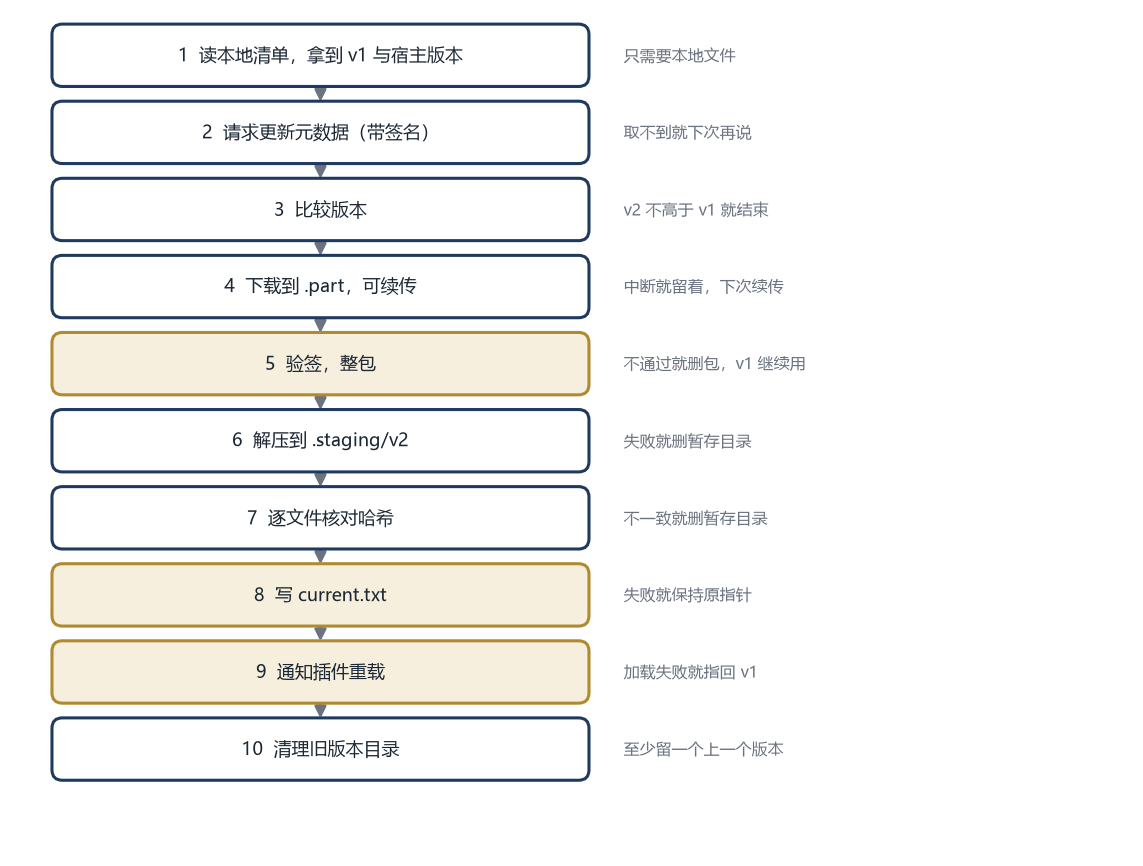 1 读本地清单，拿到 v1 与宿主版本
只需要本地文件
2 请求更新元数据（带签名）
取不到就下次再说
3 比较版本
v2 不高于 v1 就结束
4 下载到 .part，可续传
中断就留着，下次续传
5 验签，整包
不通过就删包，v1 继续用
6 解压到 .staging/v2
失败就删暂存目录
7 逐文件核对哈希
不一致就删暂存目录
8 写 current.txt
失败就保持原指针
9 通知插件重载
加载失败就指回 v1
10 清理旧版本目录
至少留一个上一个版本